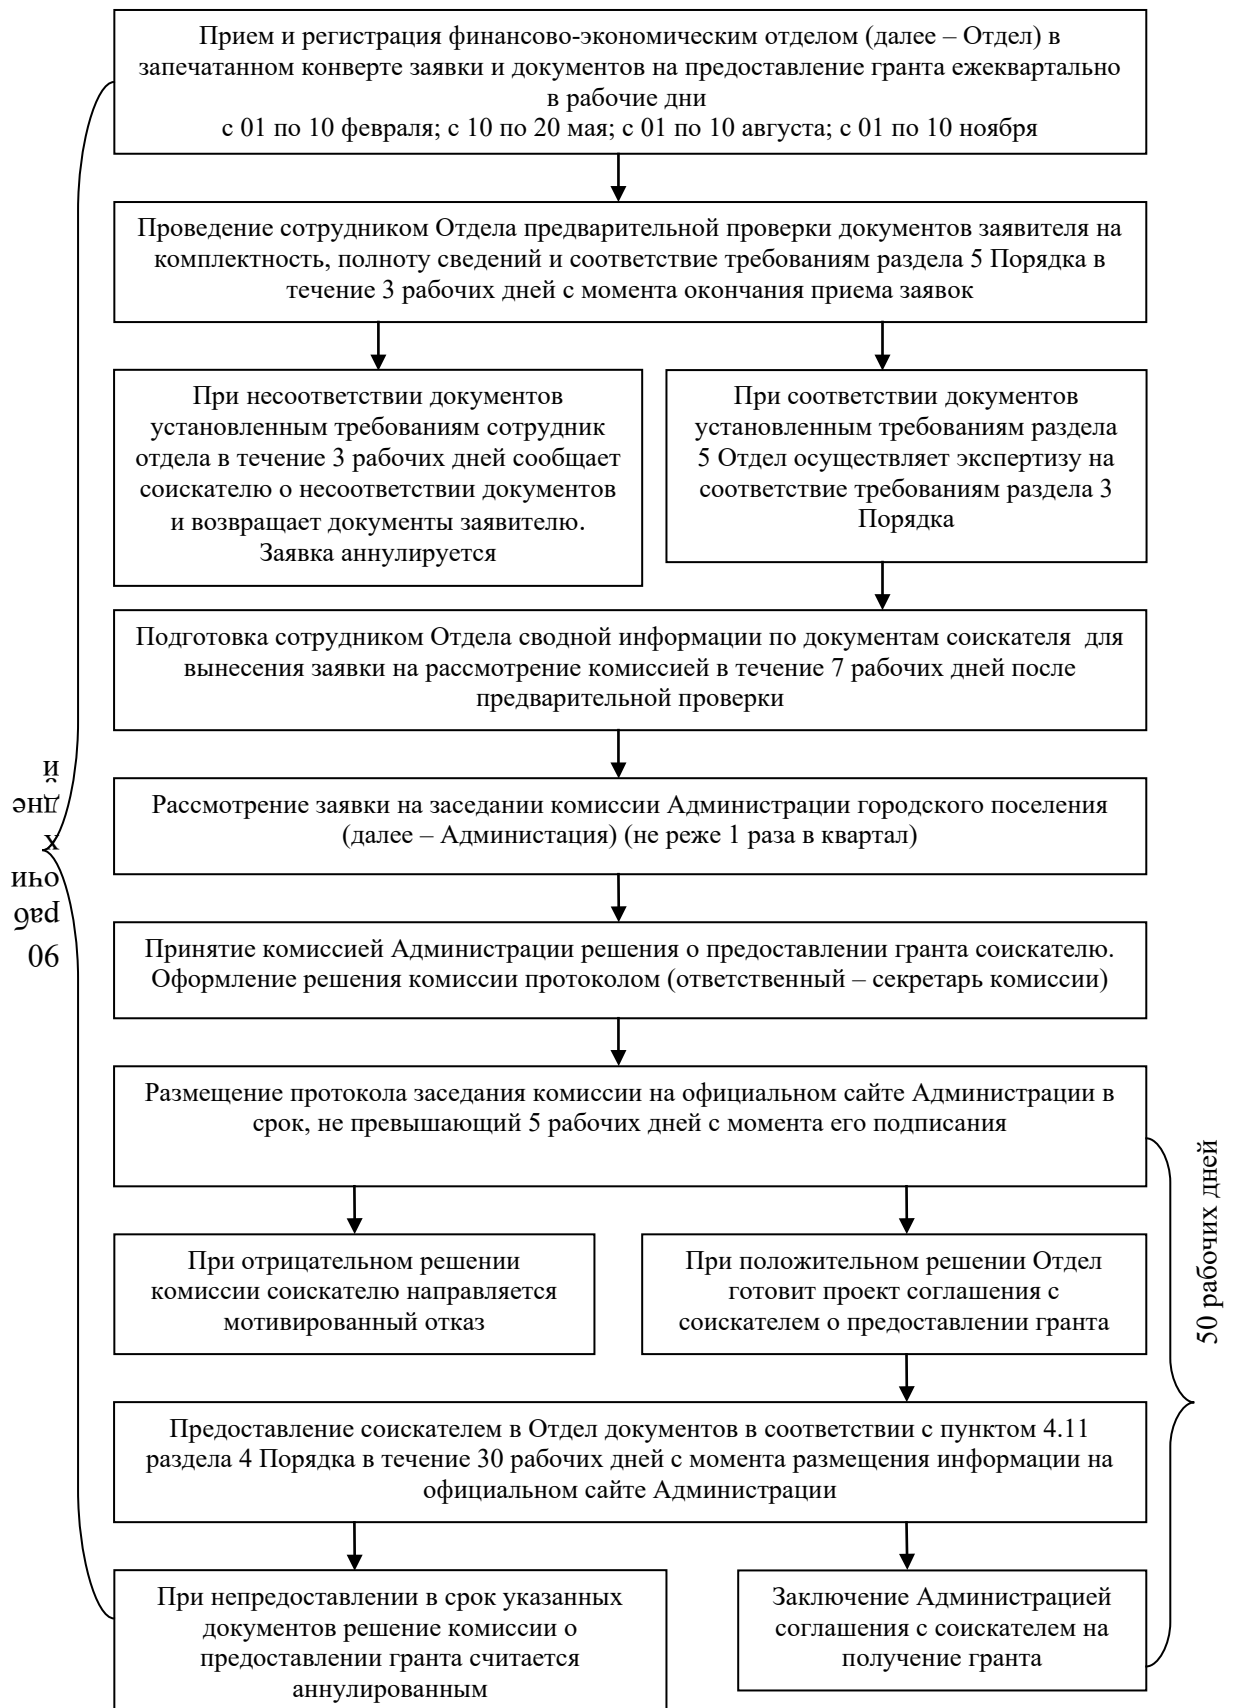 Прием и регистрация финансово-экономическим отделом (далее – Отдел) в
запечатанном конверте заявки и документов на предоставление гранта ежеквартально
в рабочие дни
с 01 по 10 февраля; с 10 по 20 мая; с 01 по 10 августа; с 01 по 10 ноября
Проведение сотрудником Отдела предварительной проверки документов заявителя на
комплектность, полноту сведений и соответствие требованиям раздела 5 Порядка в
течение 3 рабочих дней с момента окончания приема заявок
При несоответствии документов
установленным требованиям сотрудник
отдела в течение 3 рабочих дней сообщает
соискателю о несоответствии документов
и возвращает документы заявителю.
Заявка аннулируется
При соответствии документов
установленным требованиям раздела
5 Отдел осуществляет экспертизу на
соответствие требованиям раздела 3
Порядка
Подготовка сотрудником Отдела сводной информации по документам соискателя для
вынесения заявки на рассмотрение комиссией в течение 7 рабочих дней после
предварительной проверки
90
раб
очи
х
дне
й
Рассмотрение заявки на заседании комиссии Администрации городского поселения
(далее – Администация) (не реже 1 раза в квартал)
Принятие комиссией Администрации решения о предоставлении гранта соискателю.
Оформление решения комиссии протоколом (ответственный – секретарь комиссии)
Размещение протокола заседания комиссии на официальном сайте Администрации в
срок, не превышающий 5 рабочих дней с момента его подписания
50 рабочих дней
При отрицательном решении
комиссии соискателю направляется
мотивированный отказ
При положительном решении Отдел
готовит проект соглашения с
соискателем о предоставлении гранта
Предоставление соискателем в Отдел документов в соответствии с пунктом 4.11
раздела 4 Порядка в течение 30 рабочих дней с момента размещения информации на
официальном сайте Администрации
При непредоставлении в срок указанных
документов решение комиссии о
предоставлении гранта считается
аннулированным
Заключение Администрацией
соглашения с соискателем на
получение гранта